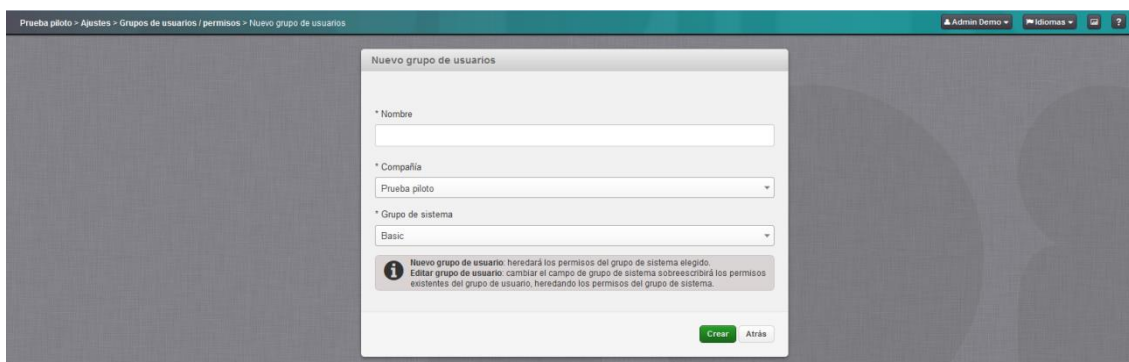 Prueba piloto > Ajustes > Grupos de usuarios / permisos > Nuevo grupo de usuarios
Admin Demo
Idiomas
?
Nuevo grupo de usuarios
* Nombre
* Compañía
Prueba piloto
* Grupo de sistema
Basic
Nuevo grupo de usuario: heredará los permisos del grupo de sistema elegido.
Editar grupo de usuario: cambiar el campo de grupo de sistema sobreescribirá los permisos
existentes del grupo de usuario, heredando los permisos del grupo de sistema.
Crear Atrás